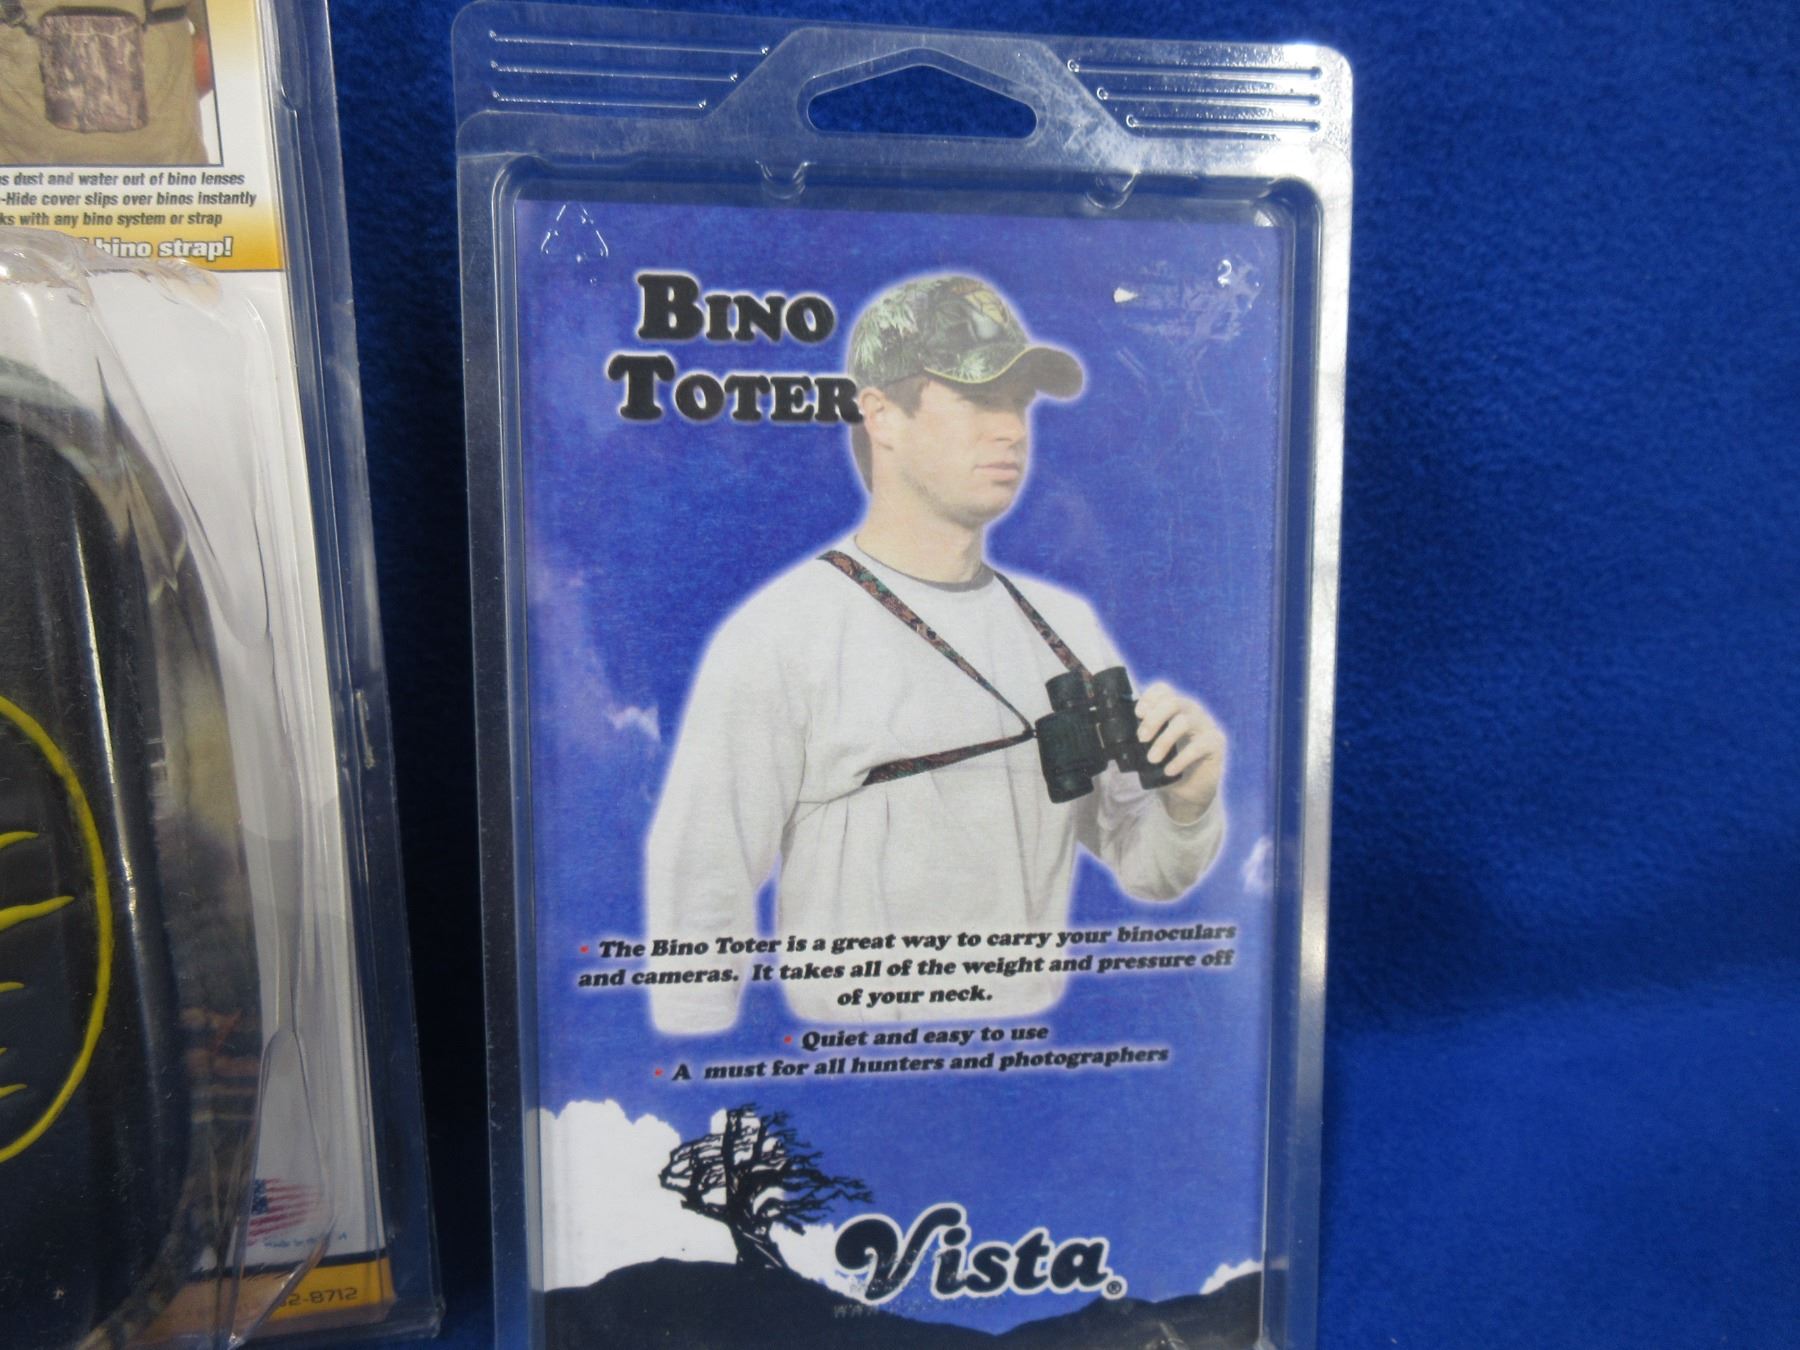 dust and water out of bino lenses
-Hide cover slips over binos instantly
with any bino system or strap
bino strap!
2
BINO
TOTER
• The Bino Toter is a great way to carry your binoculars
and cameras. It takes all of the weight and pressure off
of your neck.
• Quiet and easy to use
• A must for all hunters and photographers
Vista®
2-8712